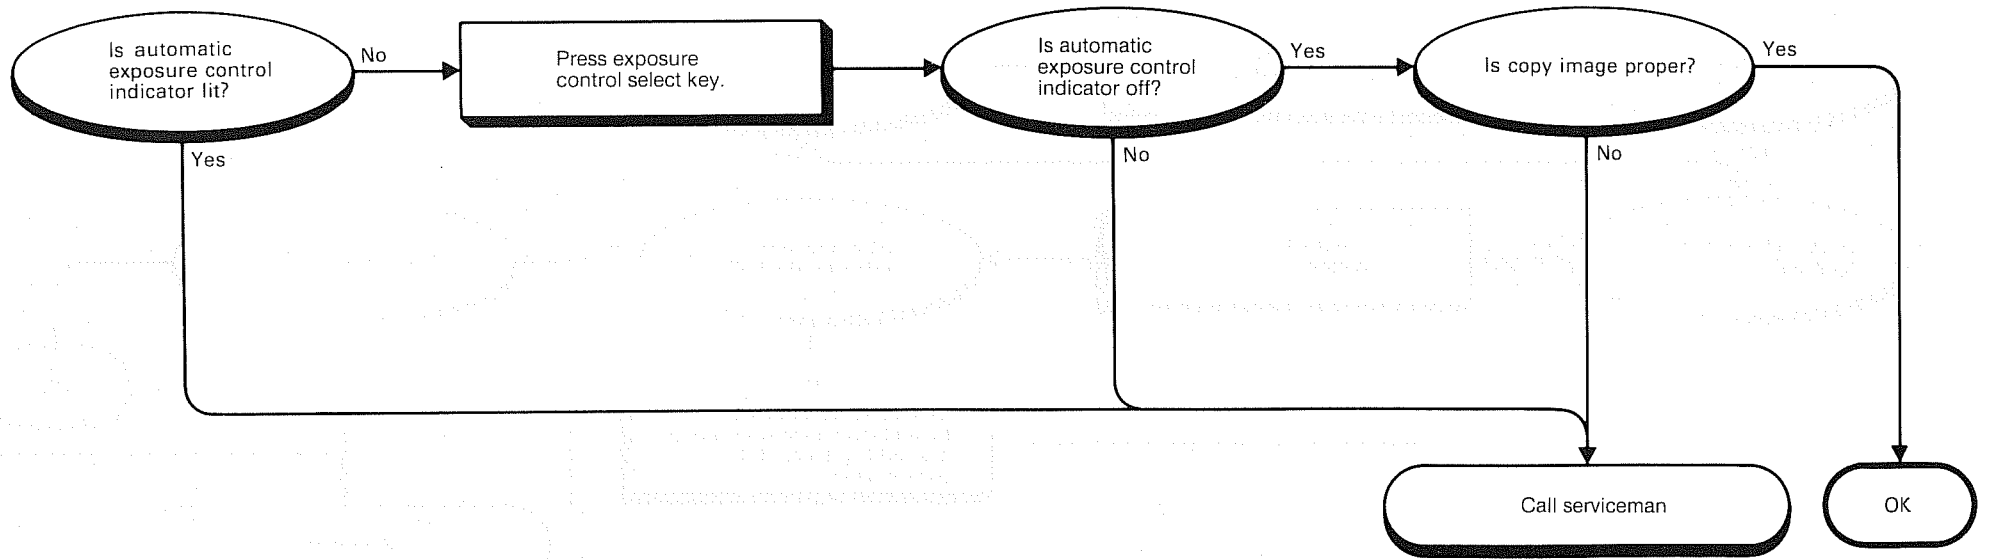 Is automatic
exposure control
indicator lit?
No
Yes
Press exposure
control select key.
Is automatic
exposure control
indicator off?
Yes
No
Is copy image proper?
Yes
No
Call serviceman
OK